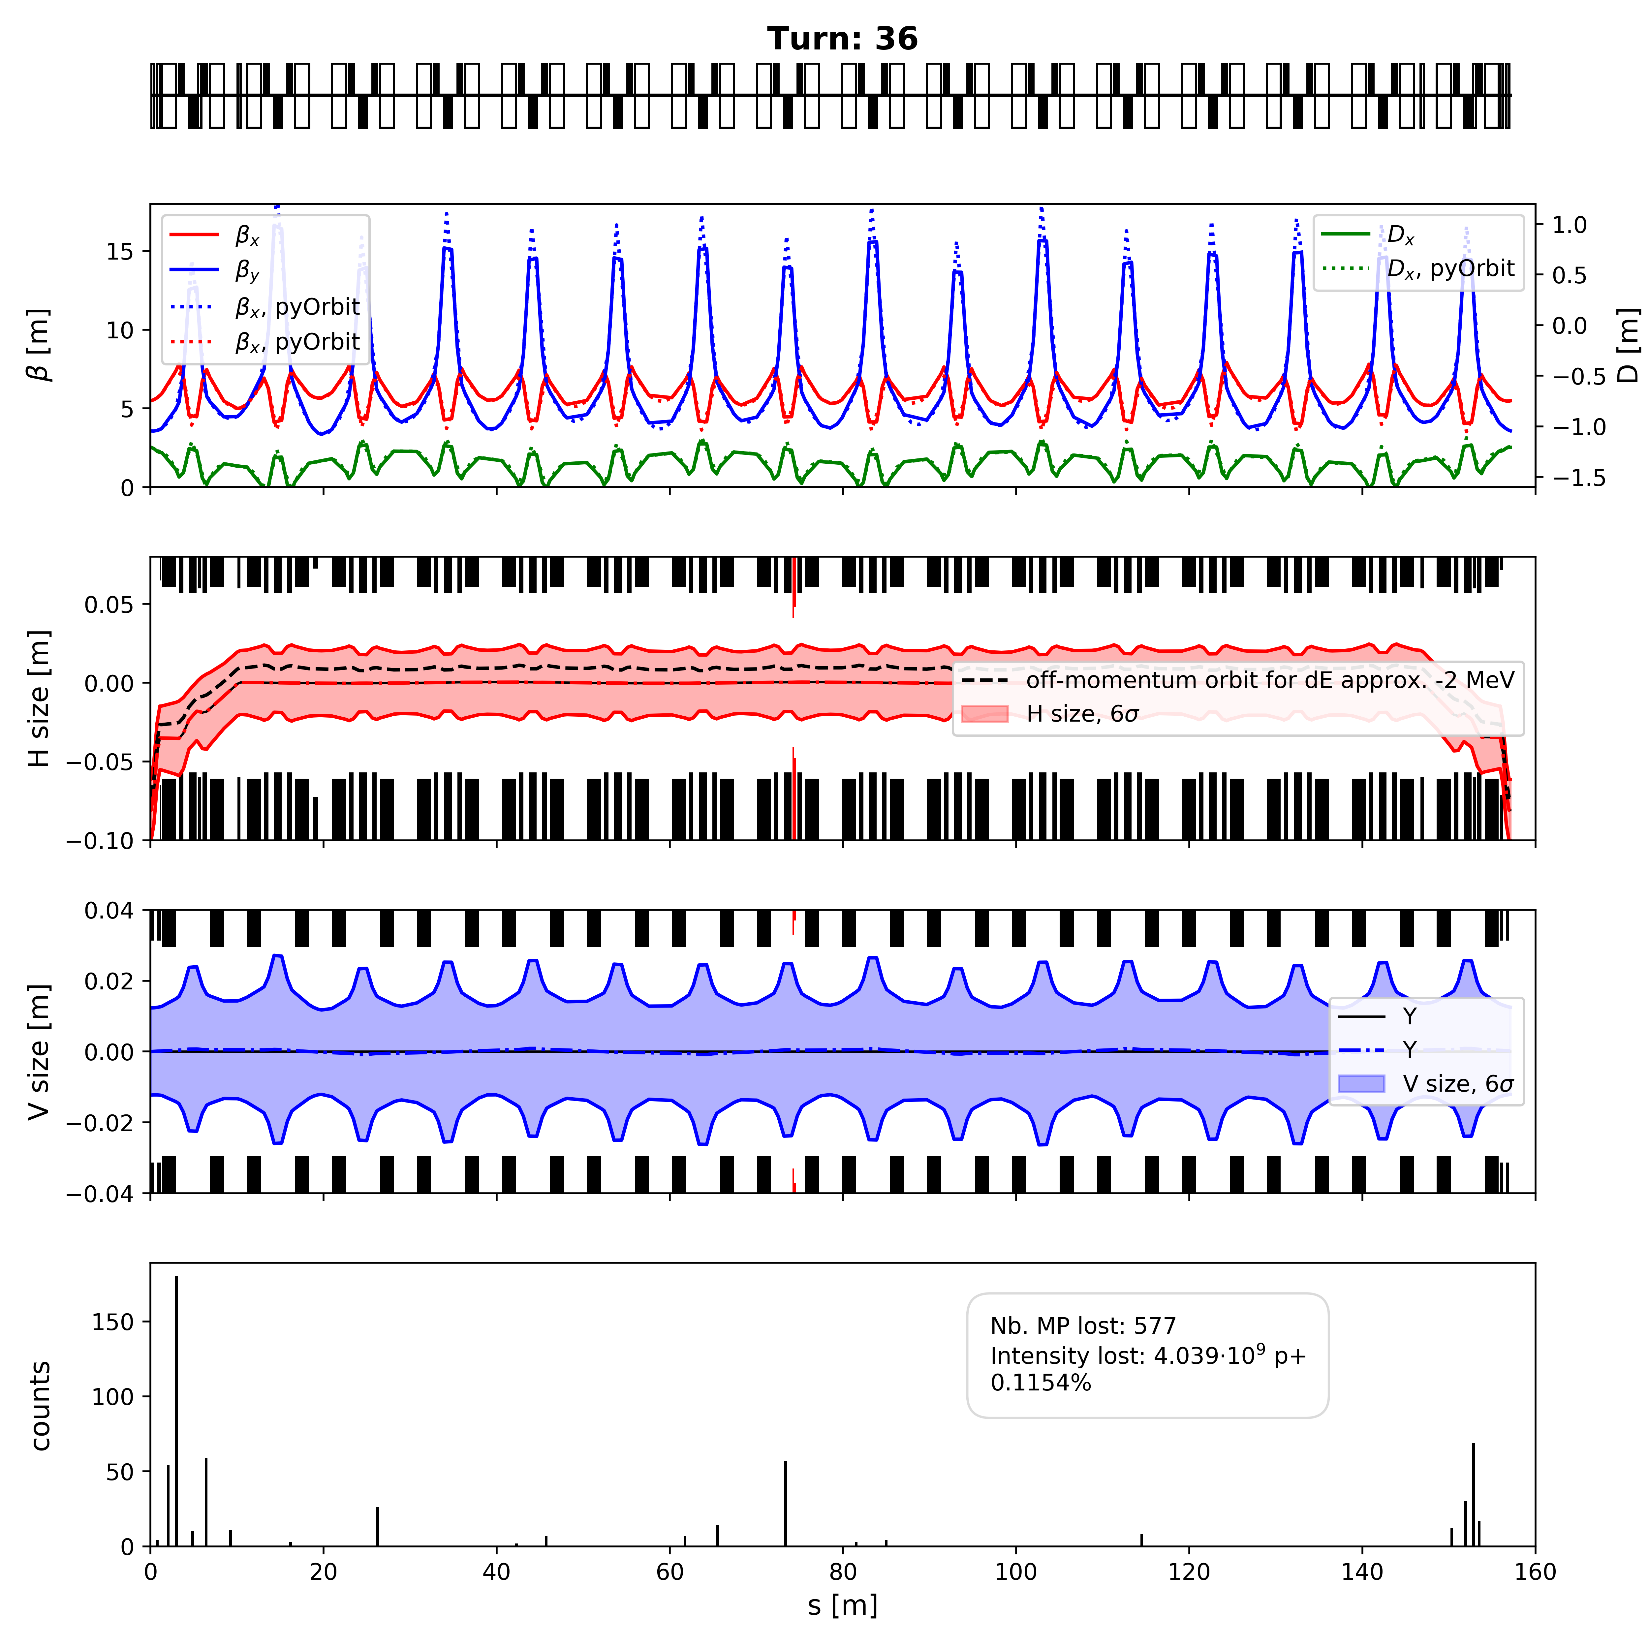 Turn: 36
15
10
5
0
β [m]
βx
βy
βx, pyOrbit
βx, pyOrbit
Dx
Dx, pyOrbit
1.0
0.5
0.0
−0.5
−1.0
−1.5
D [m]
0.05
0.00
−0.05
−0.10
H size [m]
off-momentum orbit for dE approx. -2 MeV
H size, 6σ
0.04
0.02
0.00
−0.02
−0.04
V size [m]
Y
Y
V size, 6σ
150
100
50
0
counts
Nb. MP lost: 577
Intensity lost: 4.039·10⁹ p+
0.1154%
0 20 40 60 80 100 120 140 160
s [m]